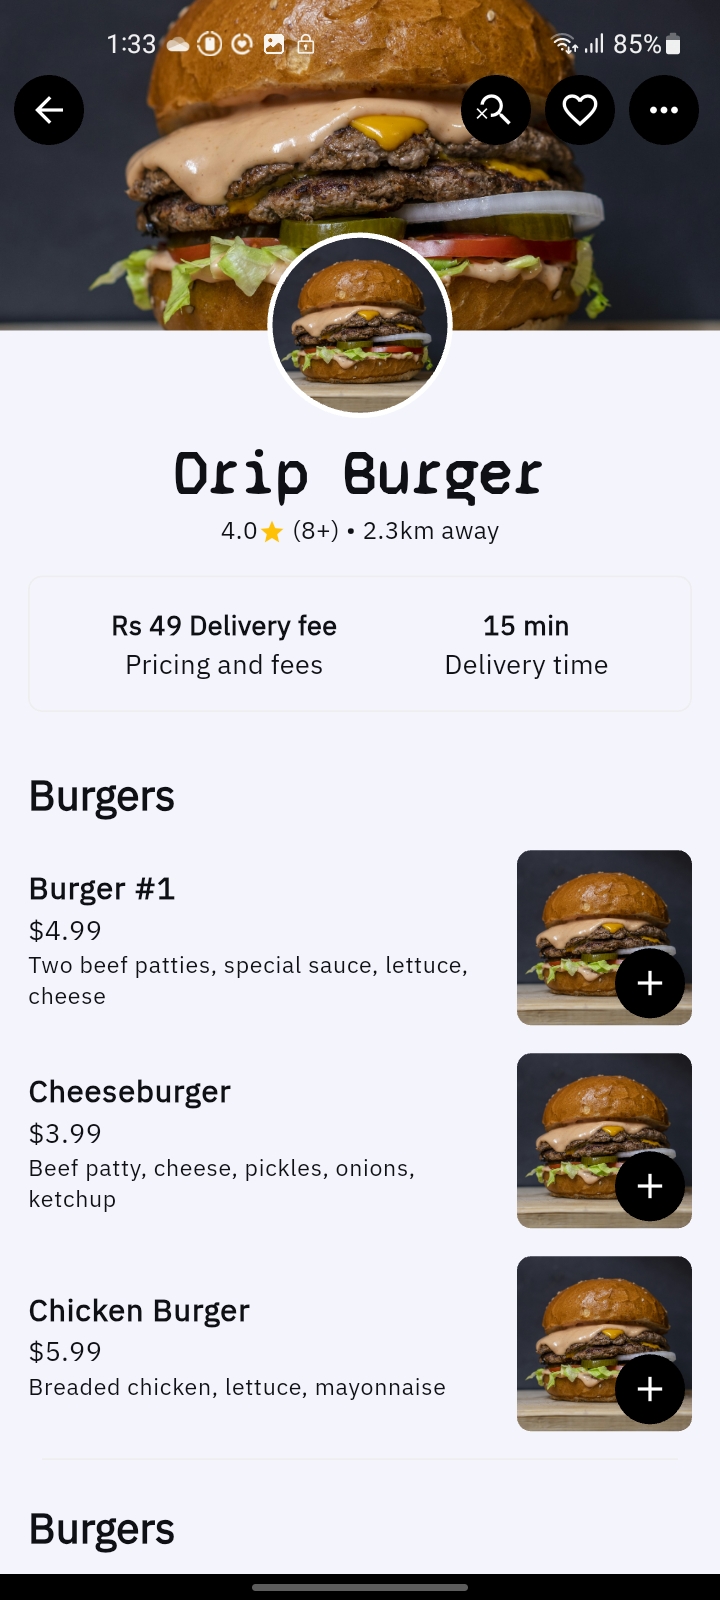 1:33 85%
Drip Burger
4.0⭐ (8+) • 2.3km away
Rs 49 Delivery fee
Pricing and fees
15 min
Delivery time
Burgers
Burger #1
$4.99
Two beef patties, special sauce, lettuce,
cheese
Cheeseburger
$3.99
Beef patty, cheese, pickles, onions,
ketchup
Chicken Burger
$5.99
Breaded chicken, lettuce, mayonnaise
Burgers